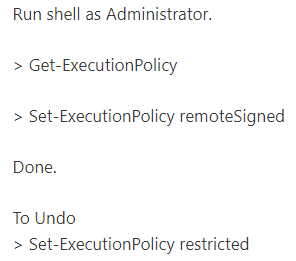 Run shell as Administrator.
> Get-ExecutionPolicy
> Set-ExecutionPolicy remoteSigned
Done.
To Undo
> Set-ExecutionPolicy restricted